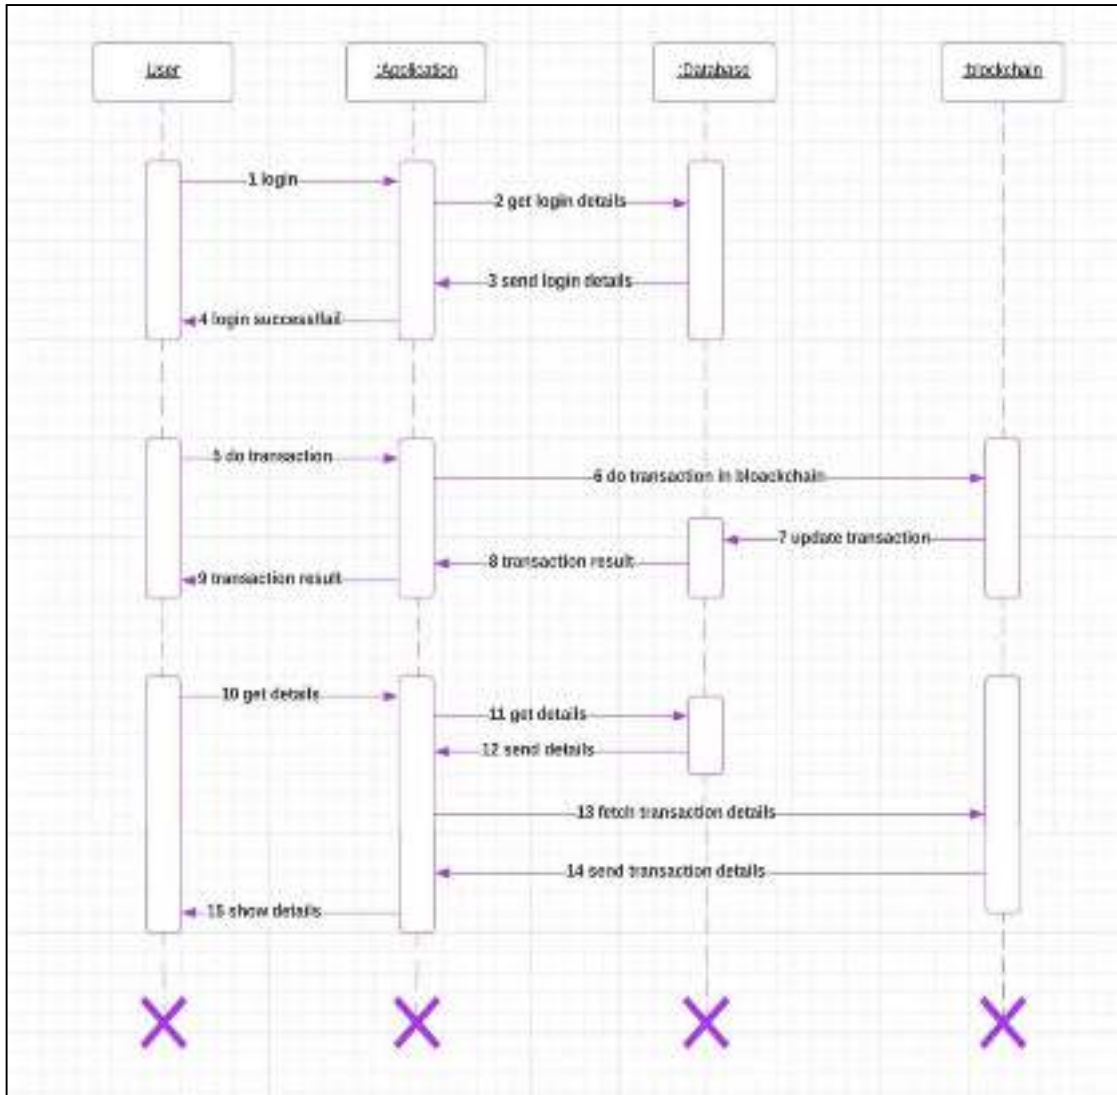 User
:Application
:Database
:blockchain
1 login
2 get login details
3 send login details
4 login success/fail
5 do transaction
6 do transaction in bloackchain
7 update transaction
8 transaction result
9 transaction result
10 get details
11 get details
12 send details
13 fetch transaction details
14 send transaction details
15 show details